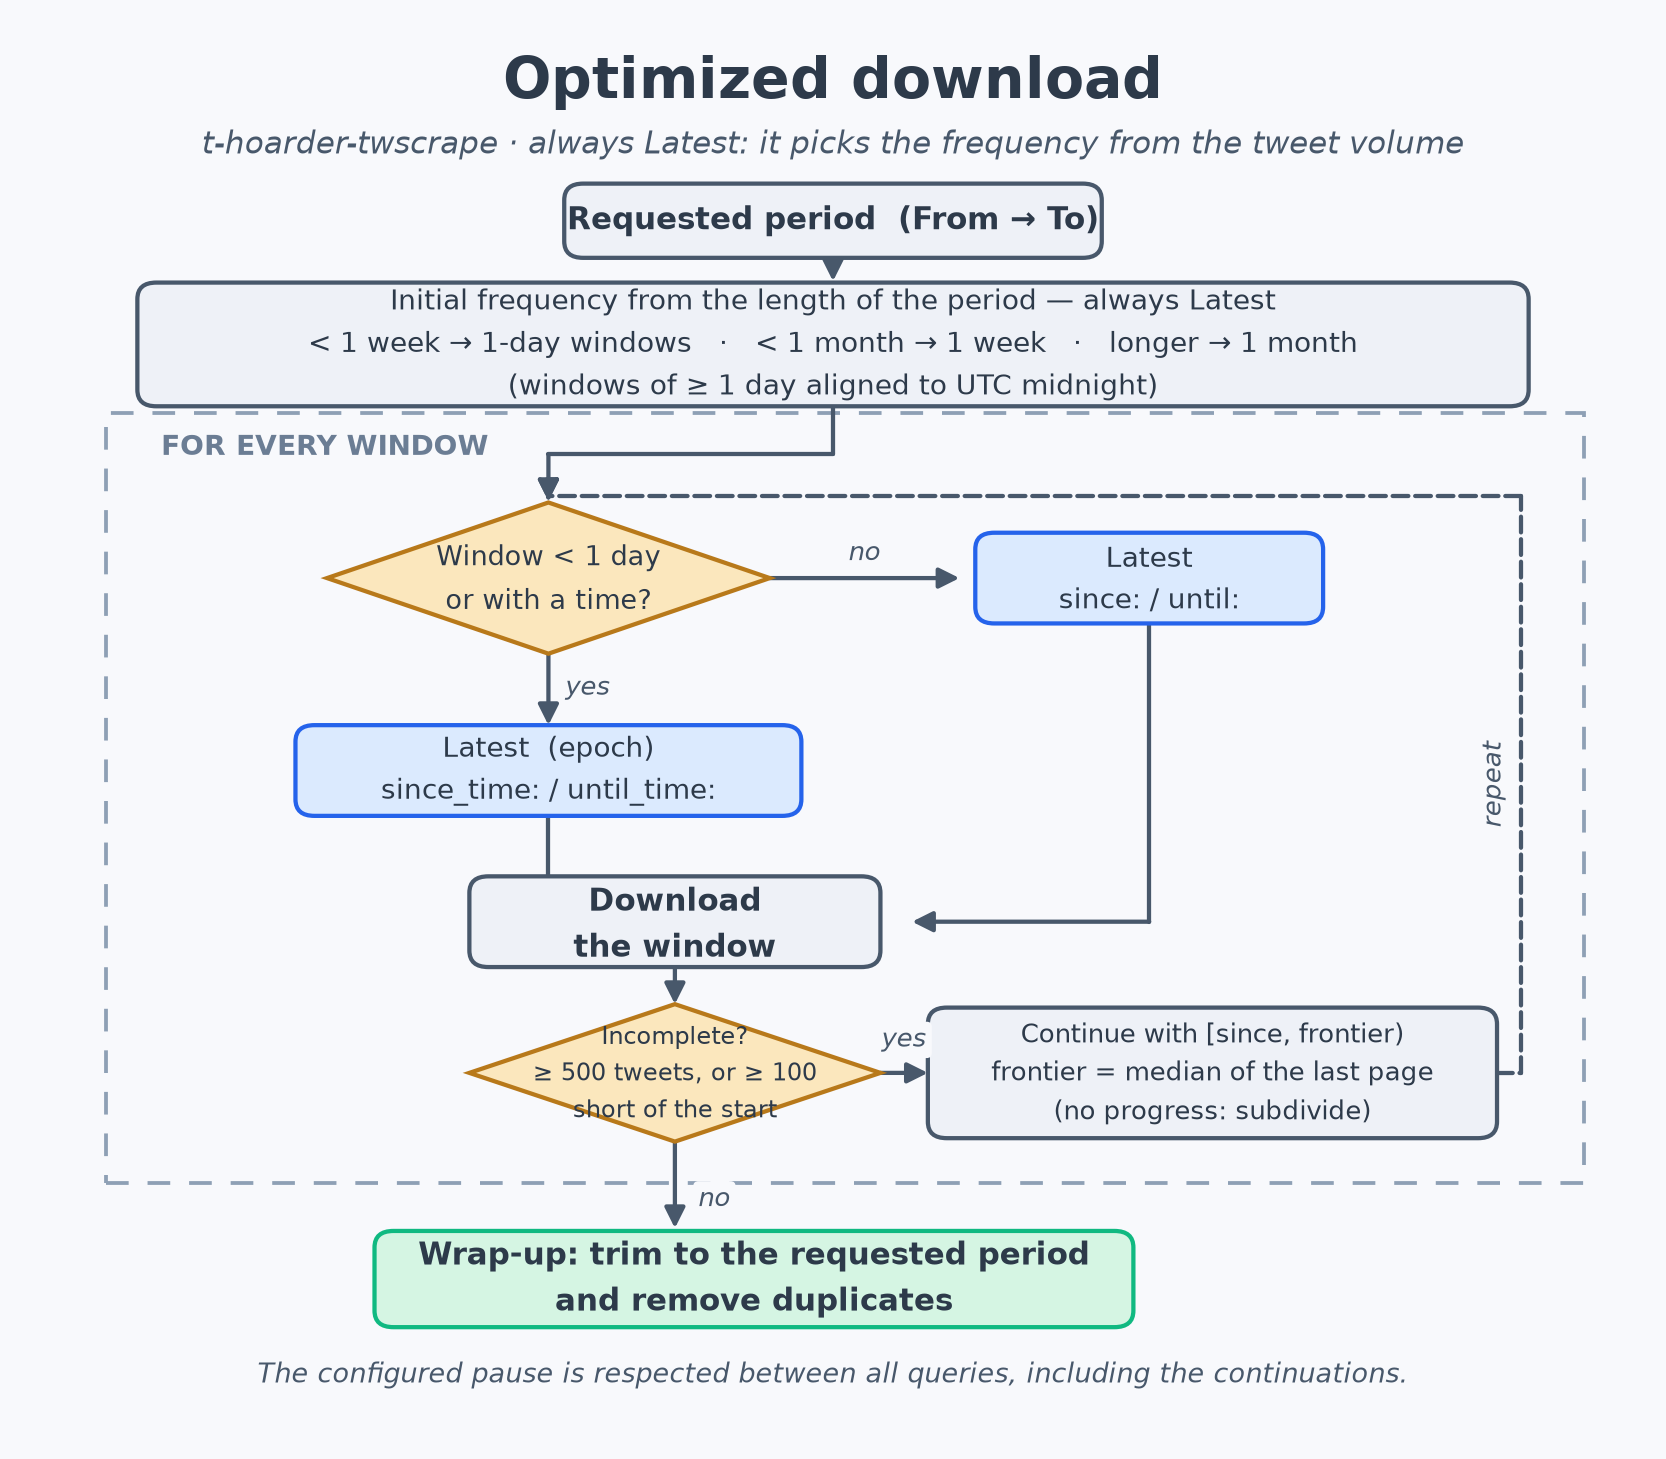 Optimized download
t-hoarder-twscrape · always Latest: it picks the frequency from the tweet volume
Requested period  (From → To)
Initial frequency from the length of the period — always Latest
< 1 week → 1-day windows   ·   < 1 month → 1 week   ·   longer → 1 month
(windows of ≥ 1 day aligned to UTC midnight)
FOR EVERY WINDOW
Window < 1 day
or with a time?
no
Latest
since: / until:
yes
Latest  (epoch)
since_time: / until_time:
repeat
Download
the window
Incomplete?
≥ 500 tweets, or ≥ 100
short of the start
yes
Continue with [since, frontier)
frontier = median of the last page
(no progress: subdivide)
no
Wrap-up: trim to the requested period
and remove duplicates
The configured pause is respected between all queries, including the continuations.